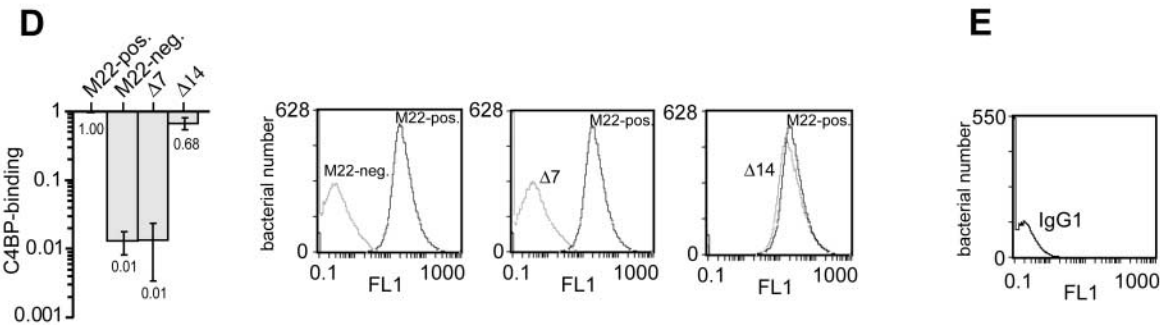 D
E
M22-pos.
M22-neg.
Δ7
Δ14
C4BP-binding
1
0.1
0.01
0.001
1.00
0.01
0.01
0.68
bacterial number
628
0
M22-neg.
M22-pos.
0.1
1000
FL1
628
0
Δ7
M22-pos.
0.1
1000
FL1
628
0
Δ14
M22-pos.
0.1
1000
FL1
bacterial number
550
0
IgG1
0.1
1000
FL1